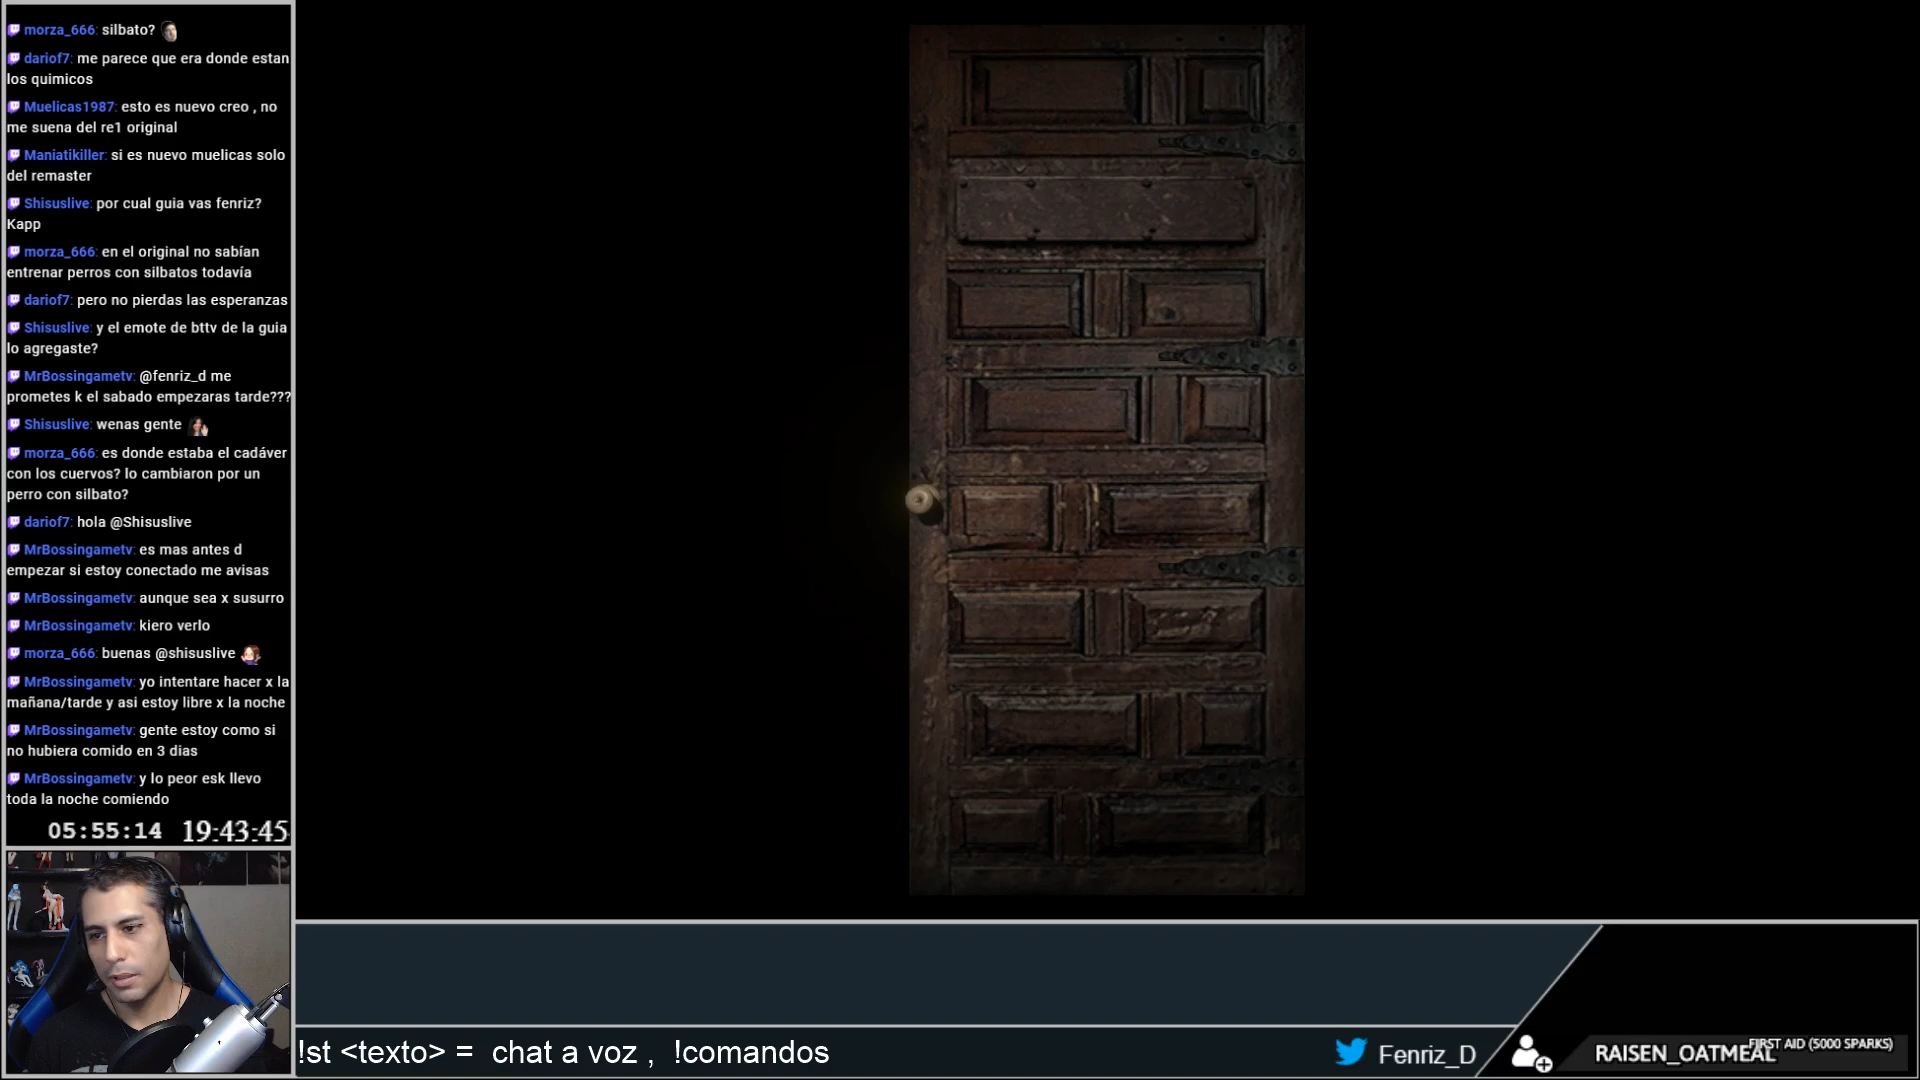 morza_666: silbato?
dariof7: me parece que era donde estan
los quimicos
Muelicas1987: esto es nuevo creo , no
me suena del re1 original
Maniatikiller: si es nuevo muelicas solo
del remaster
Shisuslive: por cual guia vas fenriz?
Kapp
morza_666: en el original no sabían
entrenar perros con silbatos todavía
dariof7: pero no pierdas las esperanzas
Shisuslive: y el emote de bttv de la guia
lo agregaste?
MrBossingametv: @fenriz_d me
prometes k el sabado empezaras tarde???
Shisuslive: wenas gente
morza_666: es donde estaba el cadáver
con los cuervos? lo cambiaron por un
perro con silbato?
dariof7: hola @Shisuslive
MrBossingametv: es mas antes d
empezar si estoy conectado me avisas
MrBossingametv: aunque sea x susurro
MrBossingametv: kiero verlo
morza_666: buenas @shisuslive
MrBossingametv: yo intentare hacer x la
mañana/tarde y asi estoy libre x la noche
MrBossingametv: gente estoy como si
no hubiera comido en 3 dias
MrBossingametv: y lo peor esk llevo
toda la noche comiendo
05:55:14 19:43:45
!st <texto> = chat a voz , !comandos
Fenriz_D
RAISEN_OATMEAL
FIRST AID (5000 SPARKS)